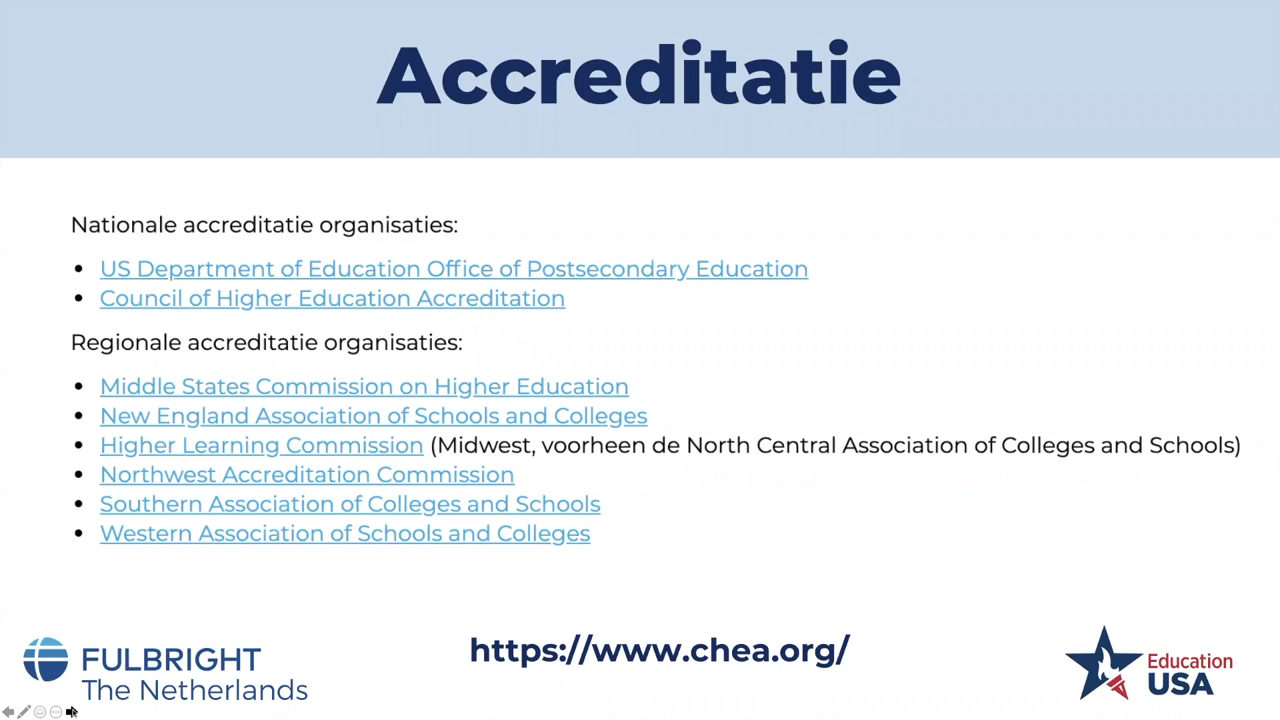 Accreditatie
Nationale accreditatie organisaties:
US Department of Education Office of Postsecondary Education
Council of Higher Education Accreditation
Regionale accreditatie organisaties:
Middle States Commission on Higher Education
New England Association of Schools and Colleges
Higher Learning Commission (Midwest, voorheen de North Central Association of Colleges and Schools)
Northwest Accreditation Commission
Southern Association of Colleges and Schools
Western Association of Schools and Colleges
FULBRIGHT
The Netherlands
https://www.chea.org/
Education
USA